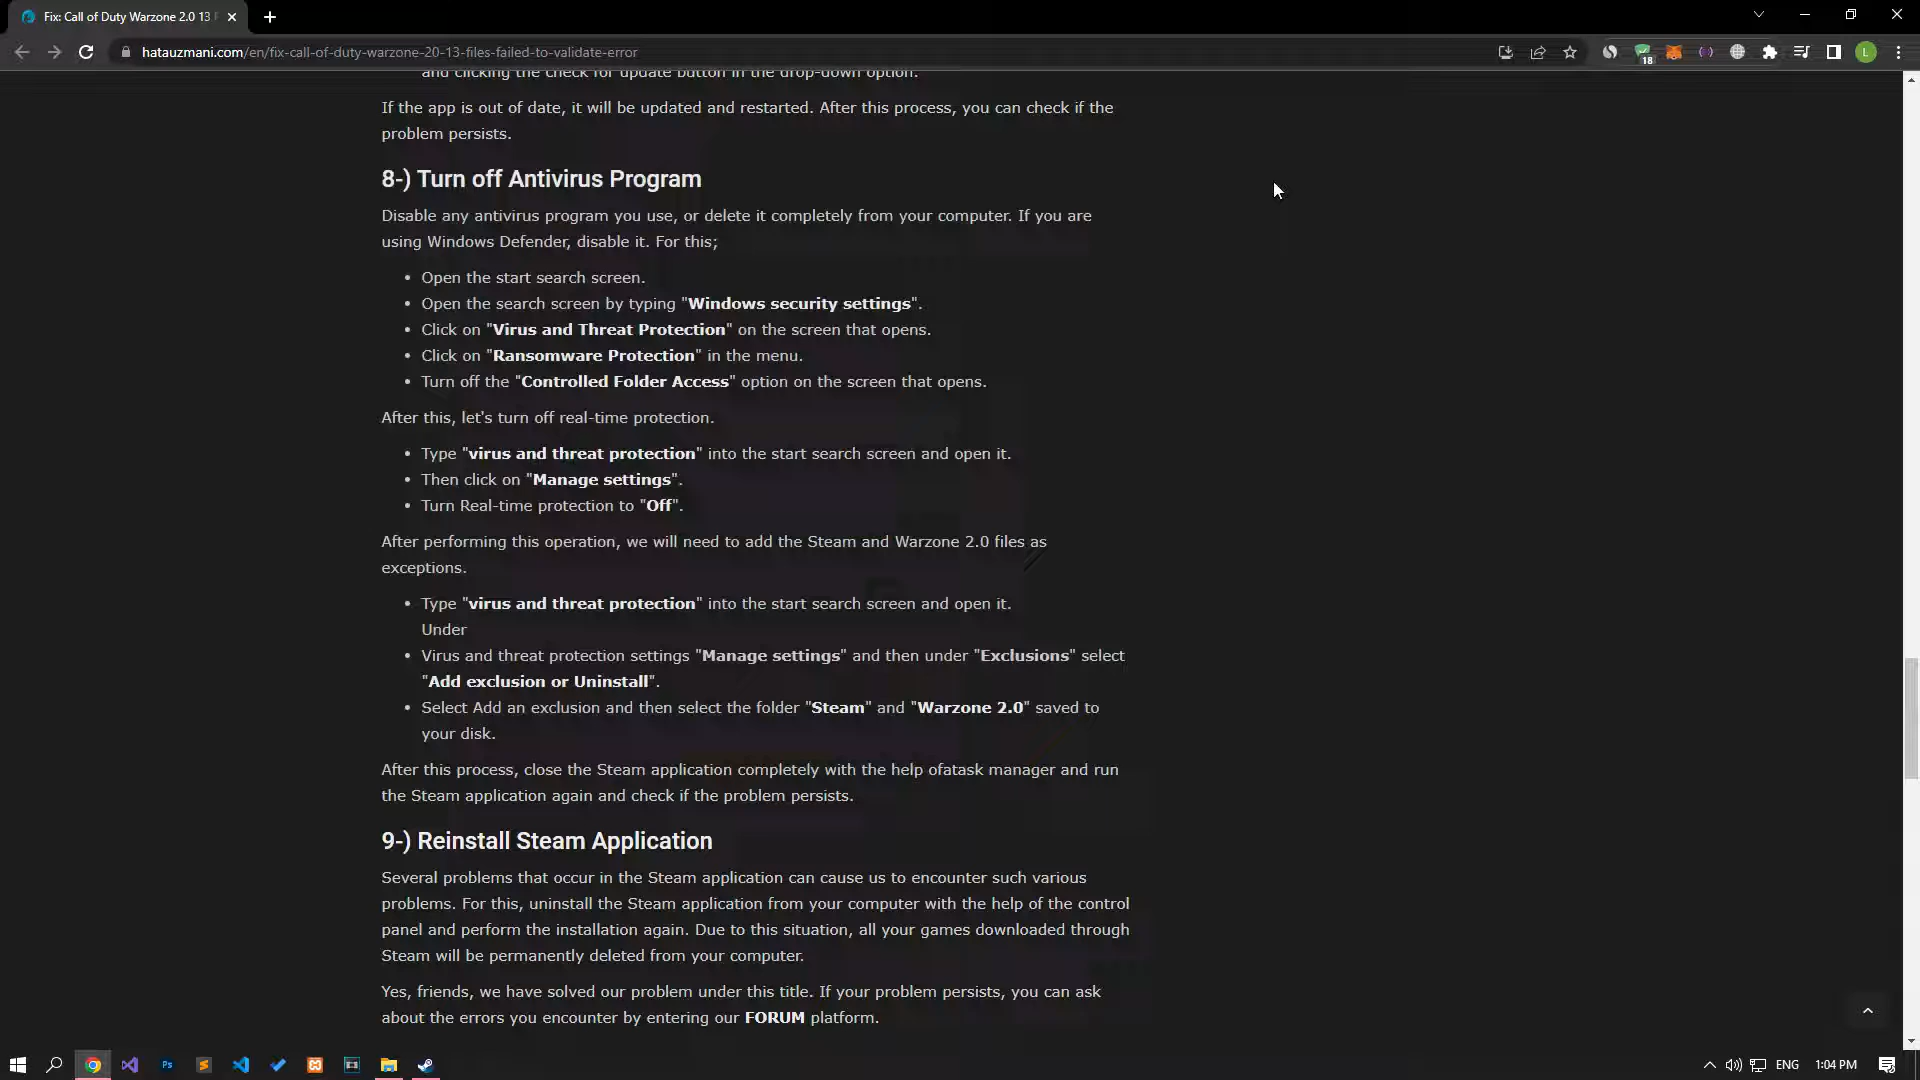 Fix: Call of Duty Warzone 2.0 13 F
hatauzmani.com/en/fix-call-of-duty-warzone-20-13-files-failed-to-validate-error
18
L
and clicking the check for update button in the drop-down option.
If the app is out of date, it will be updated and restarted. After this process, you can check if the
problem persists.
8-) Turn off Antivirus Program
Disable any antivirus program you use, or delete it completely from your computer. If you are
using Windows Defender, disable it. For this;
• Open the start search screen.
• Open the search screen by typing "Windows security settings".
• Click on "Virus and Threat Protection" on the screen that opens.
• Click on "Ransomware Protection" in the menu.
• Turn off the "Controlled Folder Access" option on the screen that opens.
After this, let's turn off real-time protection.
• Type "virus and threat protection" into the start search screen and open it.
• Then click on "Manage settings".
• Turn Real-time protection to "Off".
After performing this operation, we will need to add the Steam and Warzone 2.0 files as
exceptions.
• Type "virus and threat protection" into the start search screen and open it.
Under
• Virus and threat protection settings "Manage settings" and then under "Exclusions" select
"Add exclusion or Uninstall".
• Select Add an exclusion and then select the folder "Steam" and "Warzone 2.0" saved to
your disk.
After this process, close the Steam application completely with the help ofatask manager and run
the Steam application again and check if the problem persists.
9-) Reinstall Steam Application
Several problems that occur in the Steam application can cause us to encounter such various
problems. For this, uninstall the Steam application from your computer with the help of the control
panel and perform the installation again. Due to this situation, all your games downloaded through
Steam will be permanently deleted from your computer.
Yes, friends, we have solved our problem under this title. If your problem persists, you can ask
about the errors you encounter by entering our FORUM platform.
Ps
ENG
1:04 PM